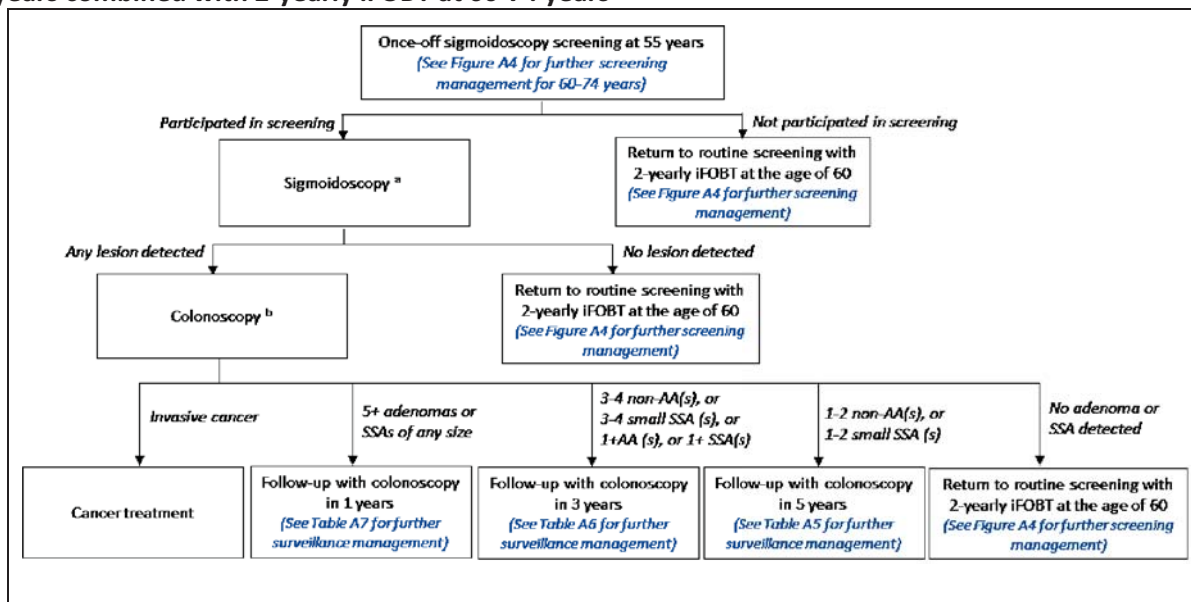 Once-off sigmoidoscopy screening at 55 years
(See Figure A4 for further screening
management for 60-74 years)
Participated in screening
Not participated in screening
Sigmoidoscopy a
Return to routine screening with
2-yearly iFOBT at the age of 60
(See Figure A4 for further screening
management)
Any lesion detected
No lesion detected
Colonoscopy b
Return to routine screening with
2-yearly iFOBT at the age of 60
(See Figure A4 for further screening
management)
Invasive cancer
5+ adenomas or
SSAs of any size
3-4 non-AA(s), or
3-4 small SSA (s), or
1+AA (s), or 1+ SSA(s)
1-2 non-AA(s), or
1-2 small SSA (s)
No adenoma or
SSA detected
Cancer treatment
Follow-up with colonoscopy
in 1 years
(See Table A7 for further
surveillance management)
Follow-up with colonoscopy
in 3 years
(See Table A6 for further
surveillance management)
Follow-up with colonoscopy
in 5 years
(See Table A5 for further
surveillance management)
Return to routine screening with
2-yearly iFOBT at the age of 60
(See Figure A4 for further screening
management)